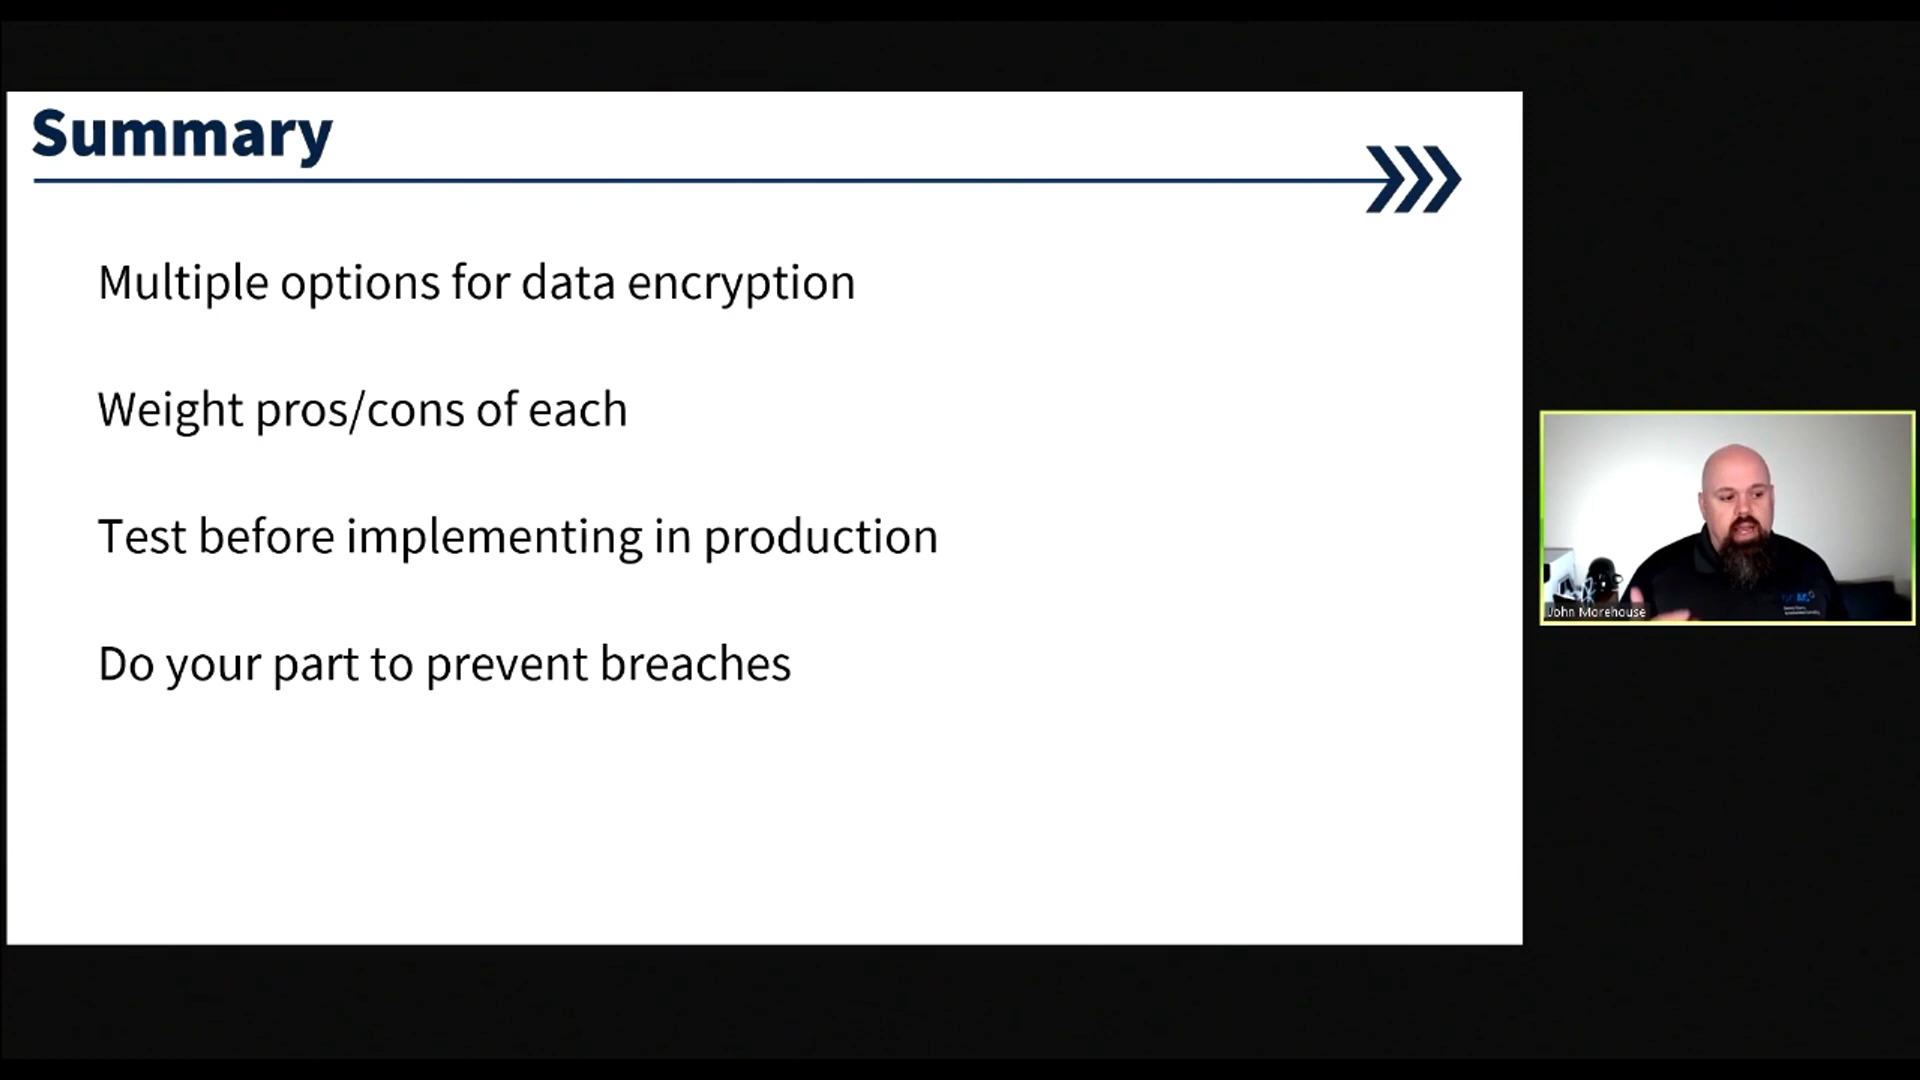 Summary
Multiple options for data encryption
Weight pros/cons of each
Test before implementing in production
Do your part to prevent breaches
John Morehouse